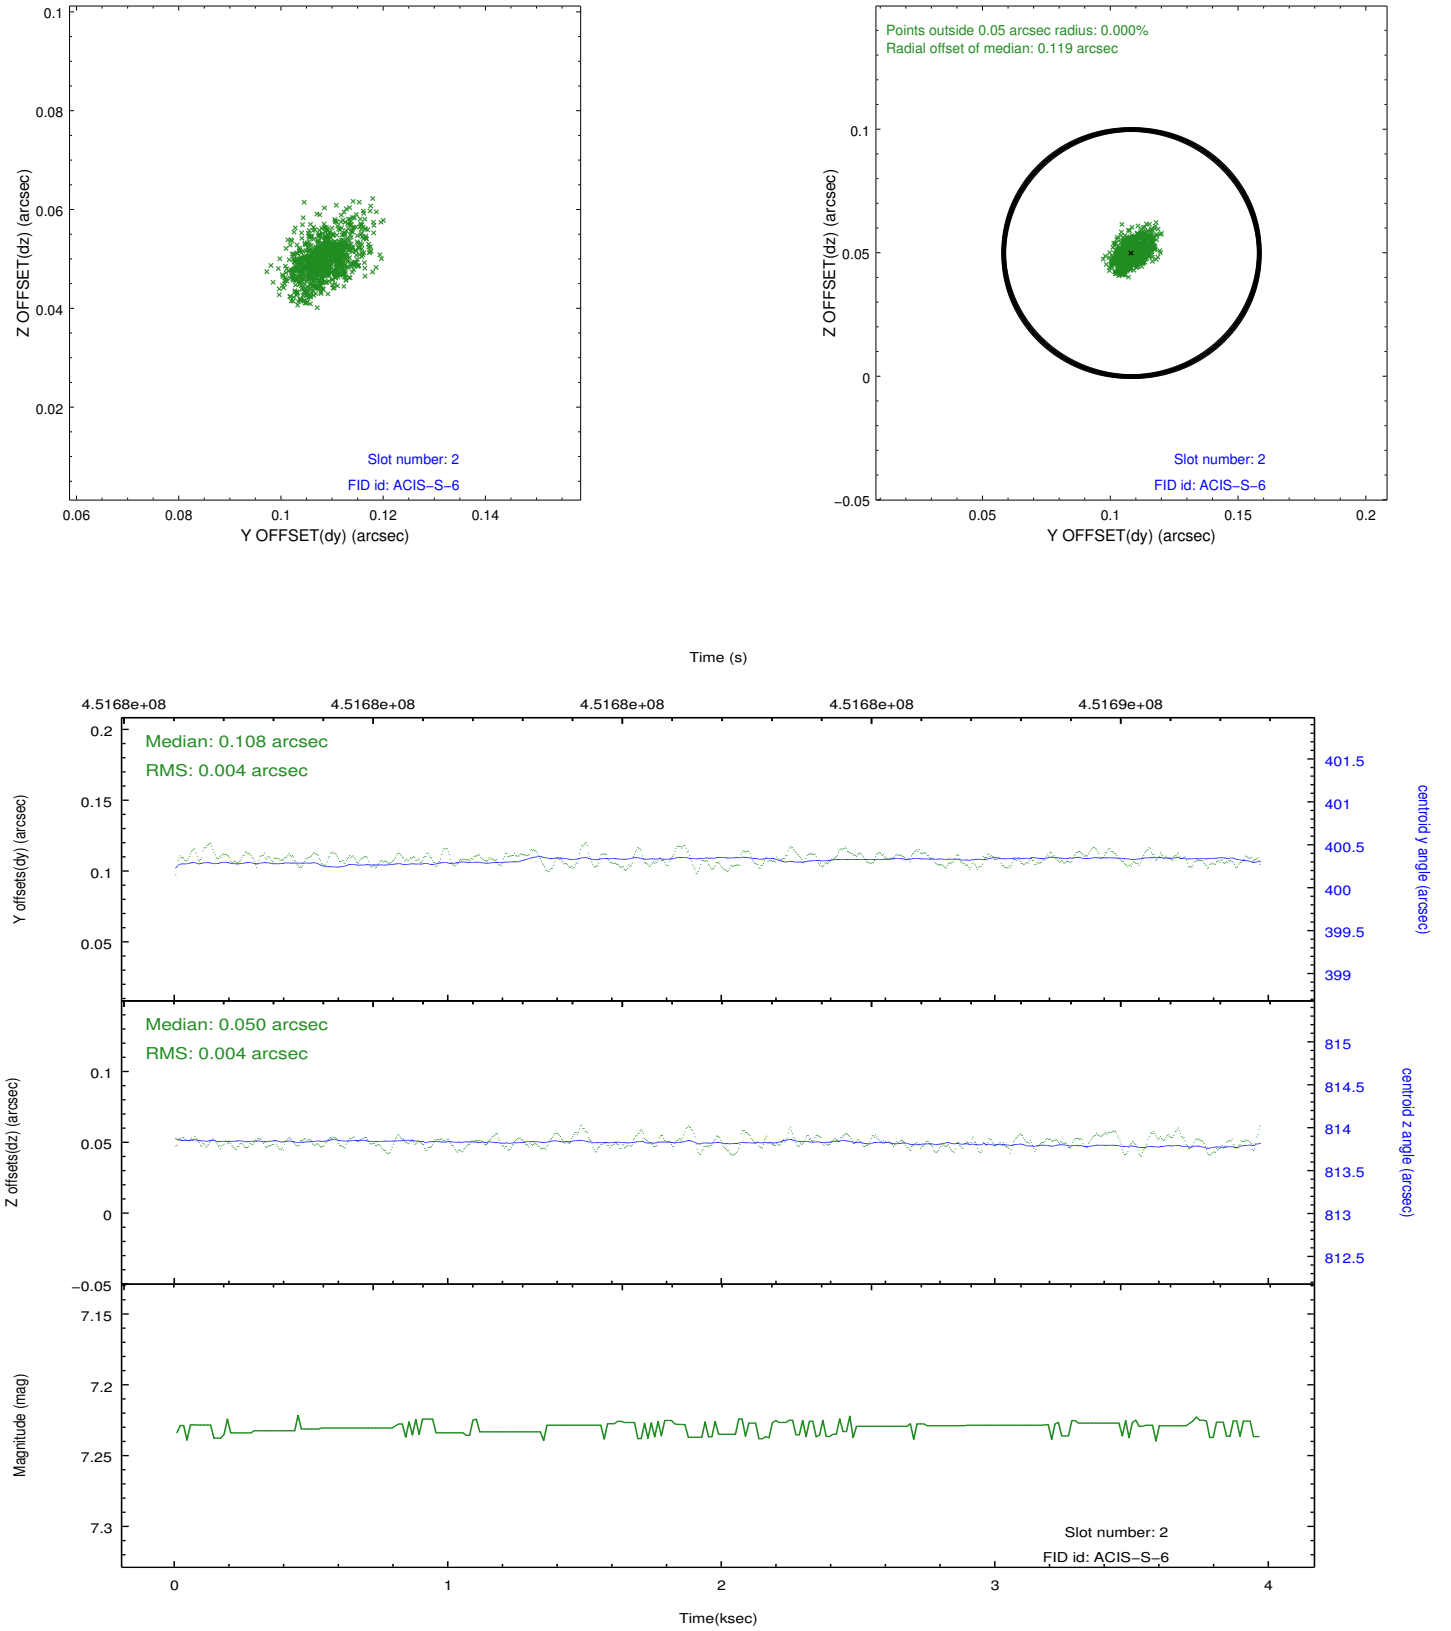 0.1
0.08
0.06
0.04
0.02
Z OFFSET(dz) (arcsec)
Slot number: 2
FID id: ACIS−S−6
0.06 0.08 0.1 0.12 0.14
Y OFFSET(dy) (arcsec)
Points outside 0.05 arcsec radius: 0.000%
Radial offset of median: 0.119 arcsec
0.1
0.05
0
−0.05
Z OFFSET(dz) (arcsec)
Slot number: 2
FID id: ACIS−S−6
0.05 0.1 0.15 0.2
Y OFFSET(dy) (arcsec)
Time (s)
4.5168e+08 4.5168e+08 4.5168e+08 4.5168e+08 4.5169e+08
Median: 0.108 arcsec
RMS: 0.004 arcsec
0.2
0.15
0.1
0.05
Y offsets(dy) (arcsec)
401.5
401
400.5
400
399.5
399
centroid y angle (arcsec)
Median: 0.050 arcsec
RMS: 0.004 arcsec
0.1
0.05
0
−0.05
Z offsets(dz) (arcsec)
815
814.5
814
813.5
813
812.5
centroid z angle (arcsec)
7.15
7.2
7.25
7.3
Magnitude (mag)
Slot number: 2
FID id: ACIS−S−6
0 1 2 3 4
Time(ksec)